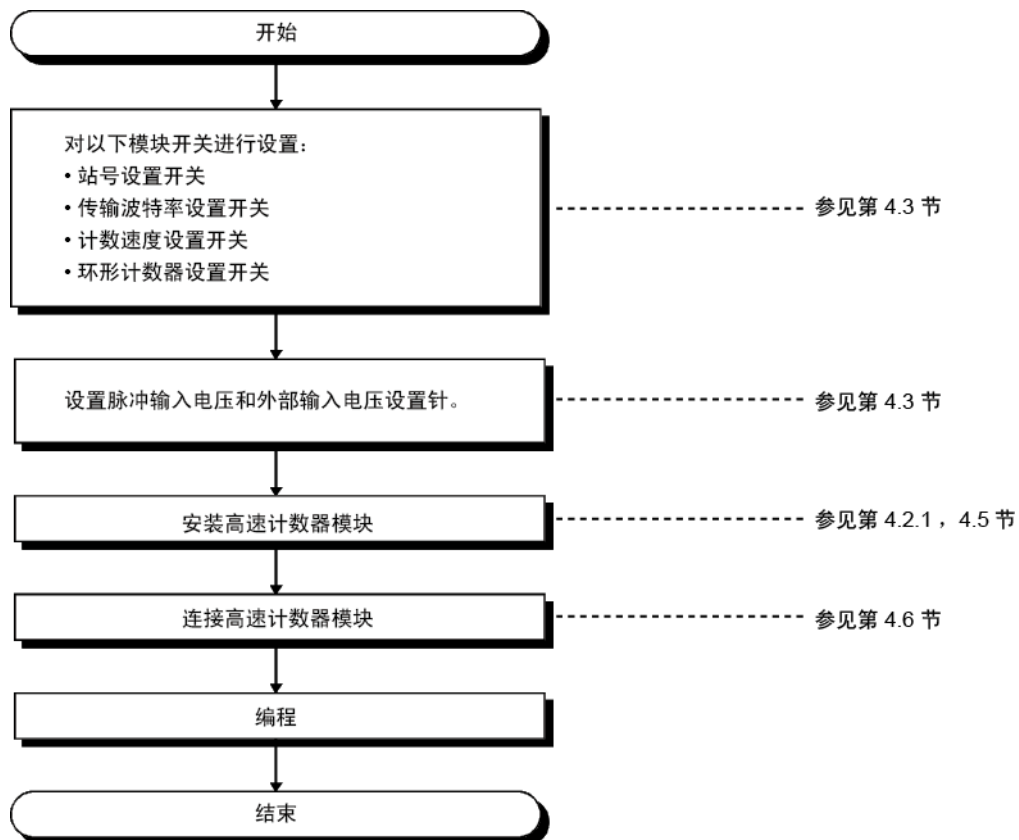 开始
对以下模块开关进行设置:
• 站号设置开关
• 传输波特率设置开关
• 计数速度设置开关
• 环形计数器设置开关
参见第 4.3 节
设置脉冲输入电压和外部输入电压设置针。
参见第 4.3 节
安装高速计数器模块
参见第 4.2.1，4.5 节
连接高速计数器模块
参见第 4.6 节
编程
结束